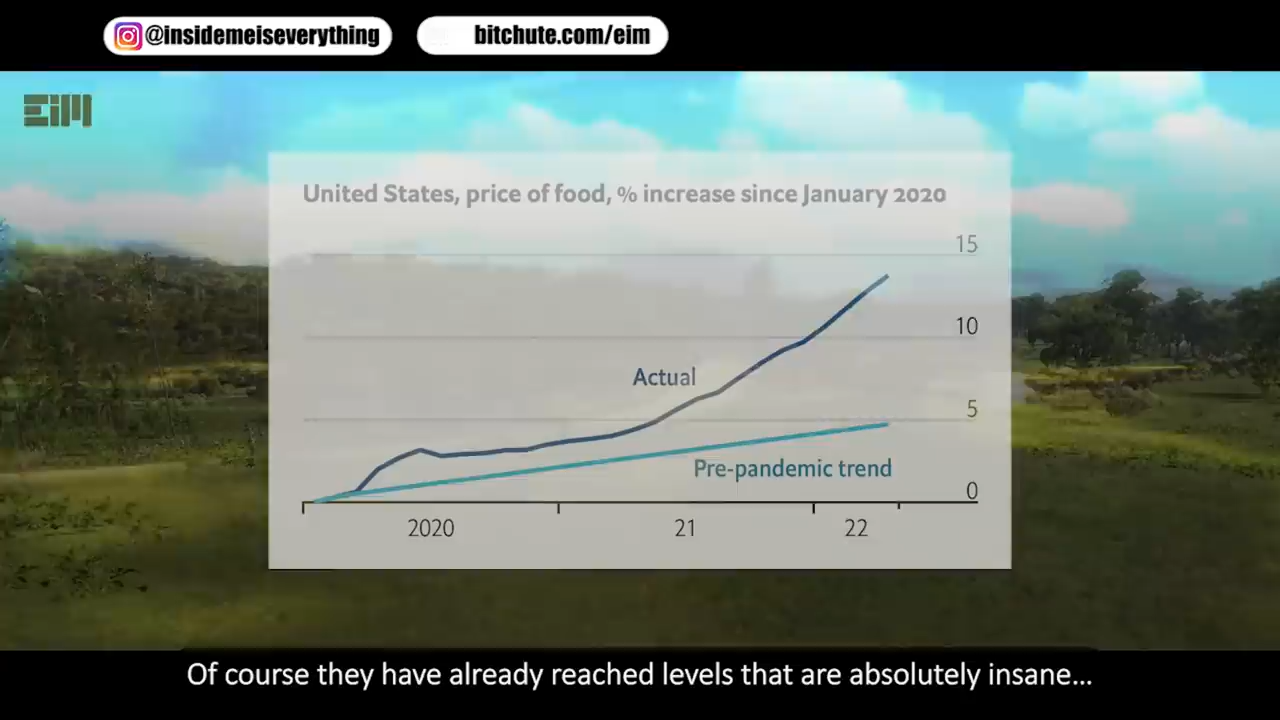 @insidemeiseverything
bitchute.com/eim
EIM
United States, price of food, % increase since January 2020
15
10
Actual
5
Pre-pandemic trend
0
2020
21
22
Of course they have already reached levels that are absolutely insane...